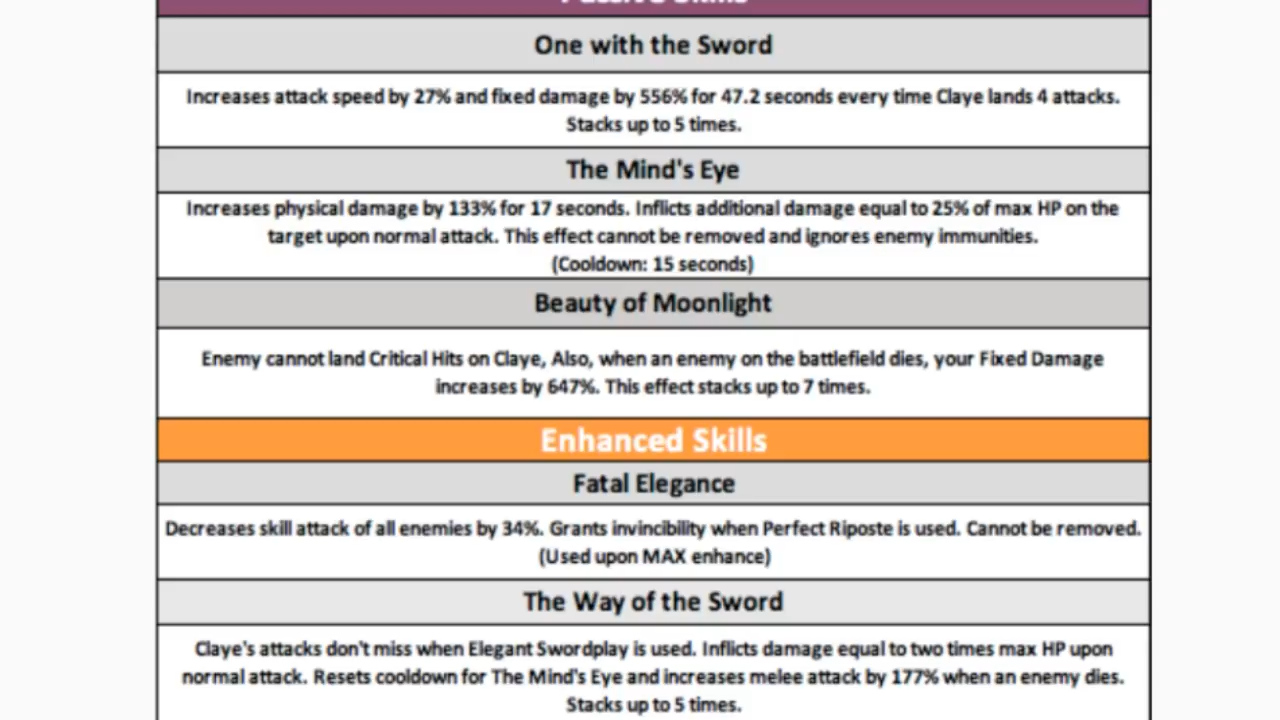 Passive Skills
One with the Sword
Increases attack speed by 27% and fixed damage by 556% for 47.2 seconds every time Claye lands 4 attacks.
Stacks up to 5 times.
The Mind's Eye
Increases physical damage by 133% for 17 seconds. Inflicts additional damage equal to 25% of max HP on the
target upon normal attack. This effect cannot be removed and ignores enemy immunities.
(Cooldown: 15 seconds)
Beauty of Moonlight
Enemy cannot land Critical Hits on Claye, Also, when an enemy on the battlefield dies, your Fixed Damage
increases by 647%. This effect stacks up to 7 times.
Enhanced Skills
Fatal Elegance
Decreases skill attack of all enemies by 34%. Grants invincibility when Perfect Riposte is used. Cannot be removed.
(Used upon MAX enhance)
The Way of the Sword
Claye's attacks don't miss when Elegant Swordplay is used. Inflicts damage equal to two times max HP upon
normal attack. Resets cooldown for The Mind's Eye and increases melee attack by 177% when an enemy dies.
Stacks up to 5 times.